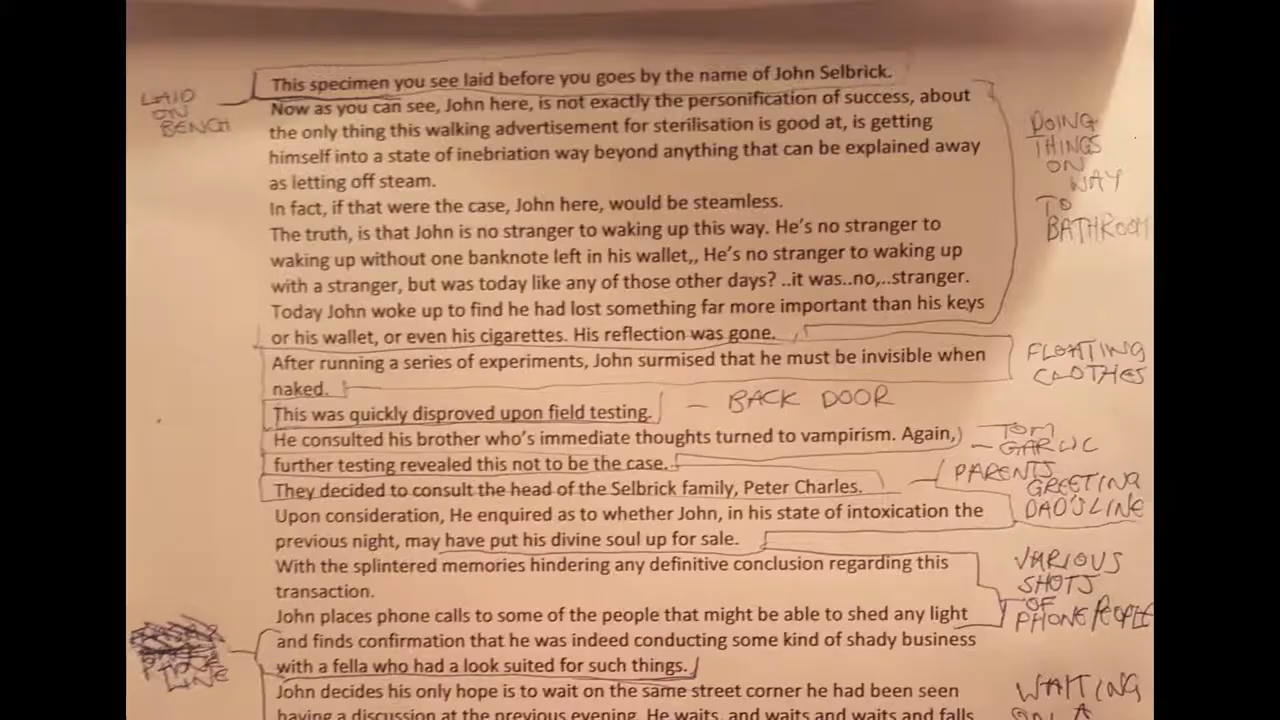 This specimen you see laid before you goes by the name of John Selbrick.
LAID
ON
BENCH
Now as you can see, John here, is not exactly the personification of success, about
the only thing this walking advertisement for sterilisation is good at, is getting
himself into a state of inebriation way beyond anything that can be explained away
as letting off steam.
In fact, if that were the case, John here, would be steamless.
The truth, is that John is no stranger to waking up this way. He's no stranger to
waking up without one banknote left in his wallet,, He's no stranger to waking up
with a stranger, but was today like any of those other days? ..it was..no,..stranger.
Today John woke up to find he had lost something far more important than his keys
or his wallet, or even his cigarettes. His reflection was gone.
DOING
THINGS
ON
WAY
TO
BATHROOM
After running a series of experiments, John surmised that he must be invisible when
naked.
FLOATING
CLOTHES
This was quickly disproved upon field testing.
– BACK DOOR
He consulted his brother who's immediate thoughts turned to vampirism. Again,
further testing revealed this not to be the case.
– TOM
– GARLIC
They decided to consult the head of the Selbrick family, Peter Charles.
PARENTS
GREETING
DAD'S LINE
Upon consideration, He enquired as to whether John, in his state of intoxication the
previous night, may have put his divine soul up for sale.
With the splintered memories hindering any definitive conclusion regarding this
transaction.
John places phone calls to some of the people that might be able to shed any light
VARIOUS
SHOTS
OF
PHONE PEOPLE
and finds confirmation that he was indeed conducting some kind of shady business
with a fella who had a look suited for such things.
LINE
John decides his only hope is to wait on the same street corner he had been seen
having a discussion at the previous evening. He waits, and waits and waits and falls
WAITING
ON A